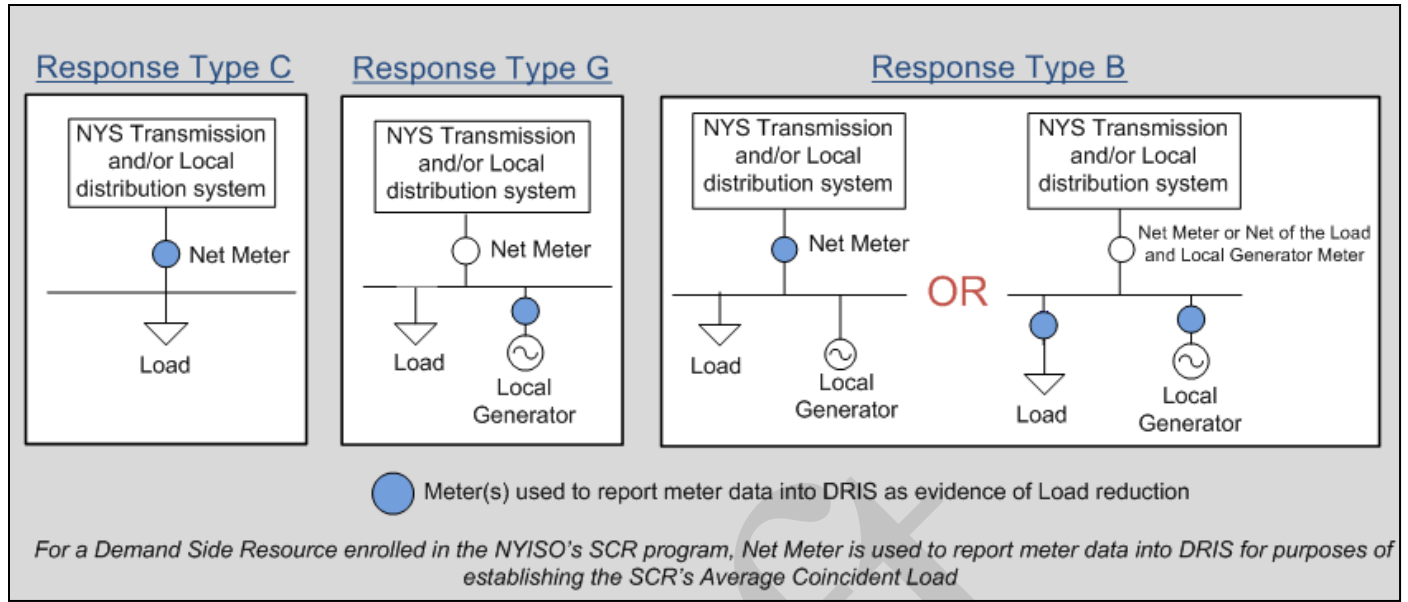 Response Type C
NYS Transmission
and/or Local
distribution system
Net Meter
Load
Response Type G
NYS Transmission
and/or Local
distribution system
Net Meter
Load
Local
Generator
Response Type B
NYS Transmission
and/or Local
distribution system
Net Meter
Load
Local
Generator
OR
NYS Transmission
and/or Local
distribution system
Net Meter or Net of the Load
and Local Generator Meter
Load
Local
Generator
Meter(s) used to report meter data into DRIS as evidence of Load reduction
For a Demand Side Resource enrolled in the NYISO's SCR program, Net Meter is used to report meter data into DRIS for purposes of
establishing the SCR's Average Coincident Load